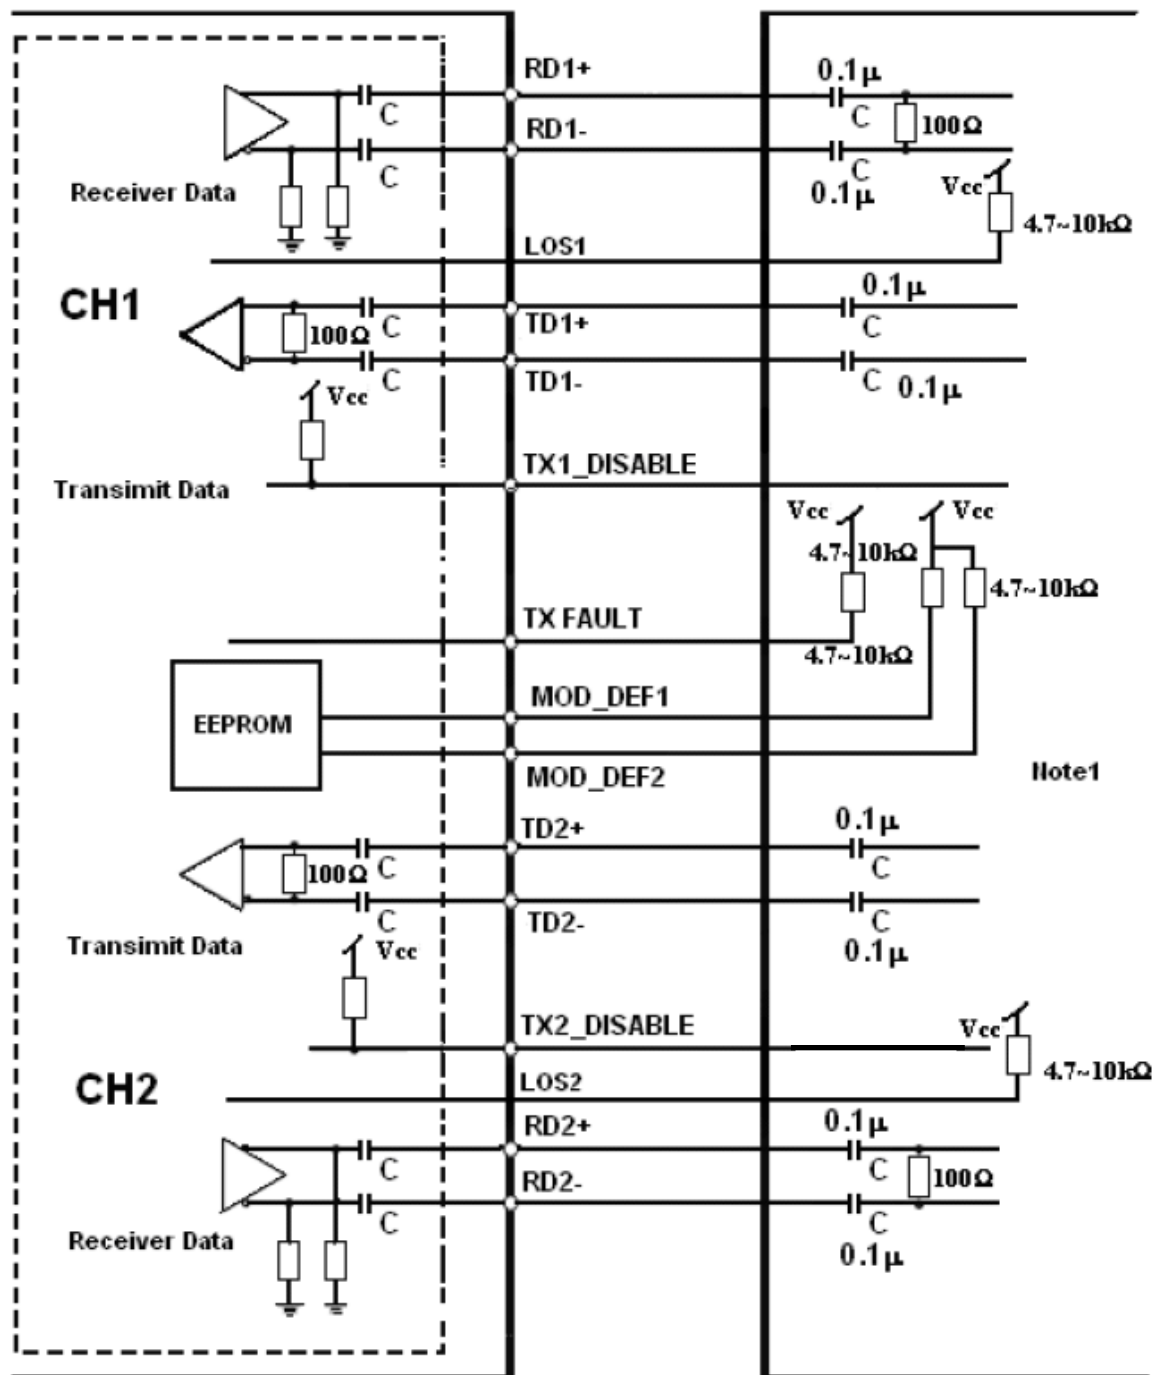 RD1+
0.1μ
C
C
100Ω
RD1-
C
C
0.1μ
Vcc
Receiver Data
4.7~10kΩ
LOS1
CH1
0.1μ
TD1+
100Ω
C
C
TD1-
C
C
0.1μ
Vcc
TX1_DISABLE
Transimit Data
Vcc
Vcc
4.7~10kΩ
4.7~10kΩ
TX FAULT
4.7~10kΩ
MOD_DEF1
EEPROM
MOD_DEF2
Note1
TD2+
0.1μ
100Ω
C
C
TD2-
C
C
0.1μ
Transimit Data
Vcc
TX2_DISABLE
Vcc
4.7~10kΩ
LOS2
CH2
RD2+
0.1μ
C
C
100Ω
RD2-
C
C
Receiver Data
0.1μ